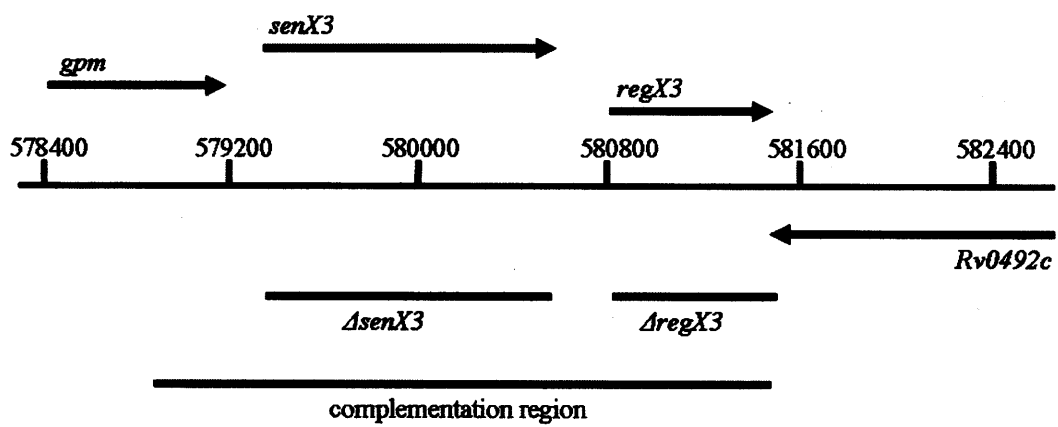 senX3
gpm
regX3
578400 579200 580000 580800 581600 582400
Rv0492c
ΔsenX3 ΔregX3
complementation region